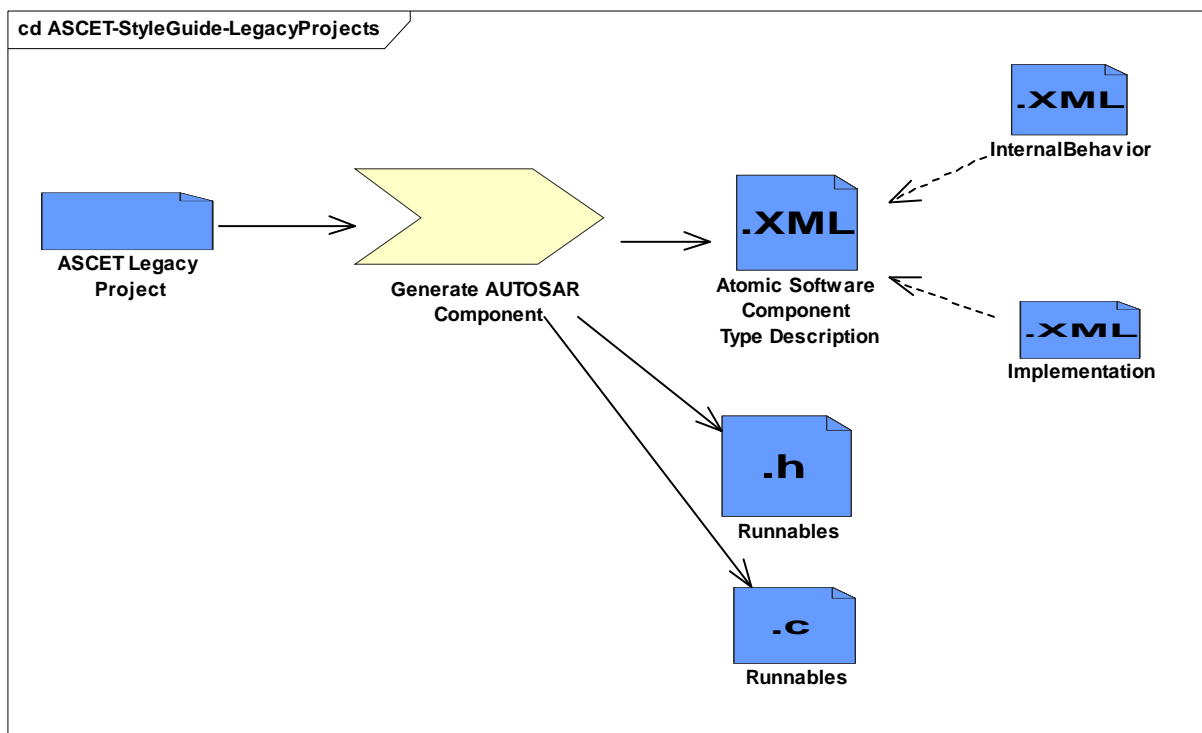 cd ASCET-StyleGuide-LegacyProjects
.XML
InternalBehavior
ASCET Legacy
Project
Generate AUTOSAR
Component
.XML
Atomic Software
Component
Type Description
.XML
Implementation
.h
Runnables
.c
Runnables